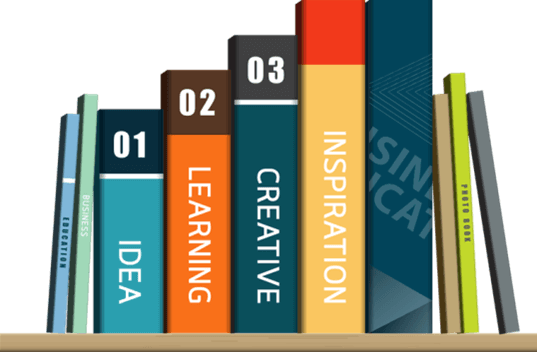 EDUCATION
BUSINESS
01
IDEA
02
LEARNING
03
CREATIVE
INSPIRATION
PHOTO BOOK